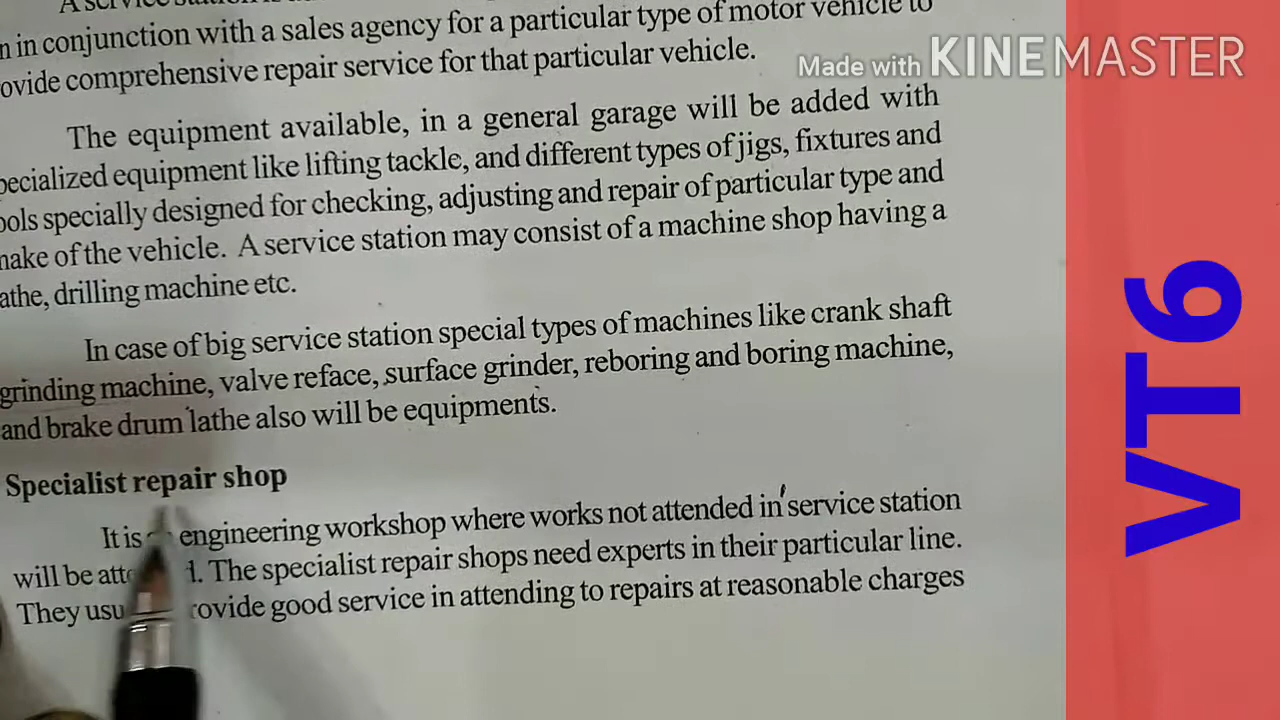 A service station is
n in conjunction with a sales agency for a particular type of motor vehicle to
ovide comprehensive repair service for that particular vehicle.
The equipment available, in a general garage will be added with
pecialized equipment like lifting tackle, and different types of jigs, fixtures and
ools specially designed for checking, adjusting and repair of particular type and
nake of the vehicle. A service station may consist of a machine shop having a
athe, drilling machine etc.
In case of big service station special types of machines like crank shaft
grinding machine, valve reface, surface grinder, reboring and boring machine,
and brake drum lathe also will be equipments.
Specialist repair shop
It is engineering workshop where works not attended in service station
will be atte d. The specialist repair shops need experts in their particular line.
They usu rovide good service in attending to repairs at reasonable charges
Made with KINEMASTER
VT6